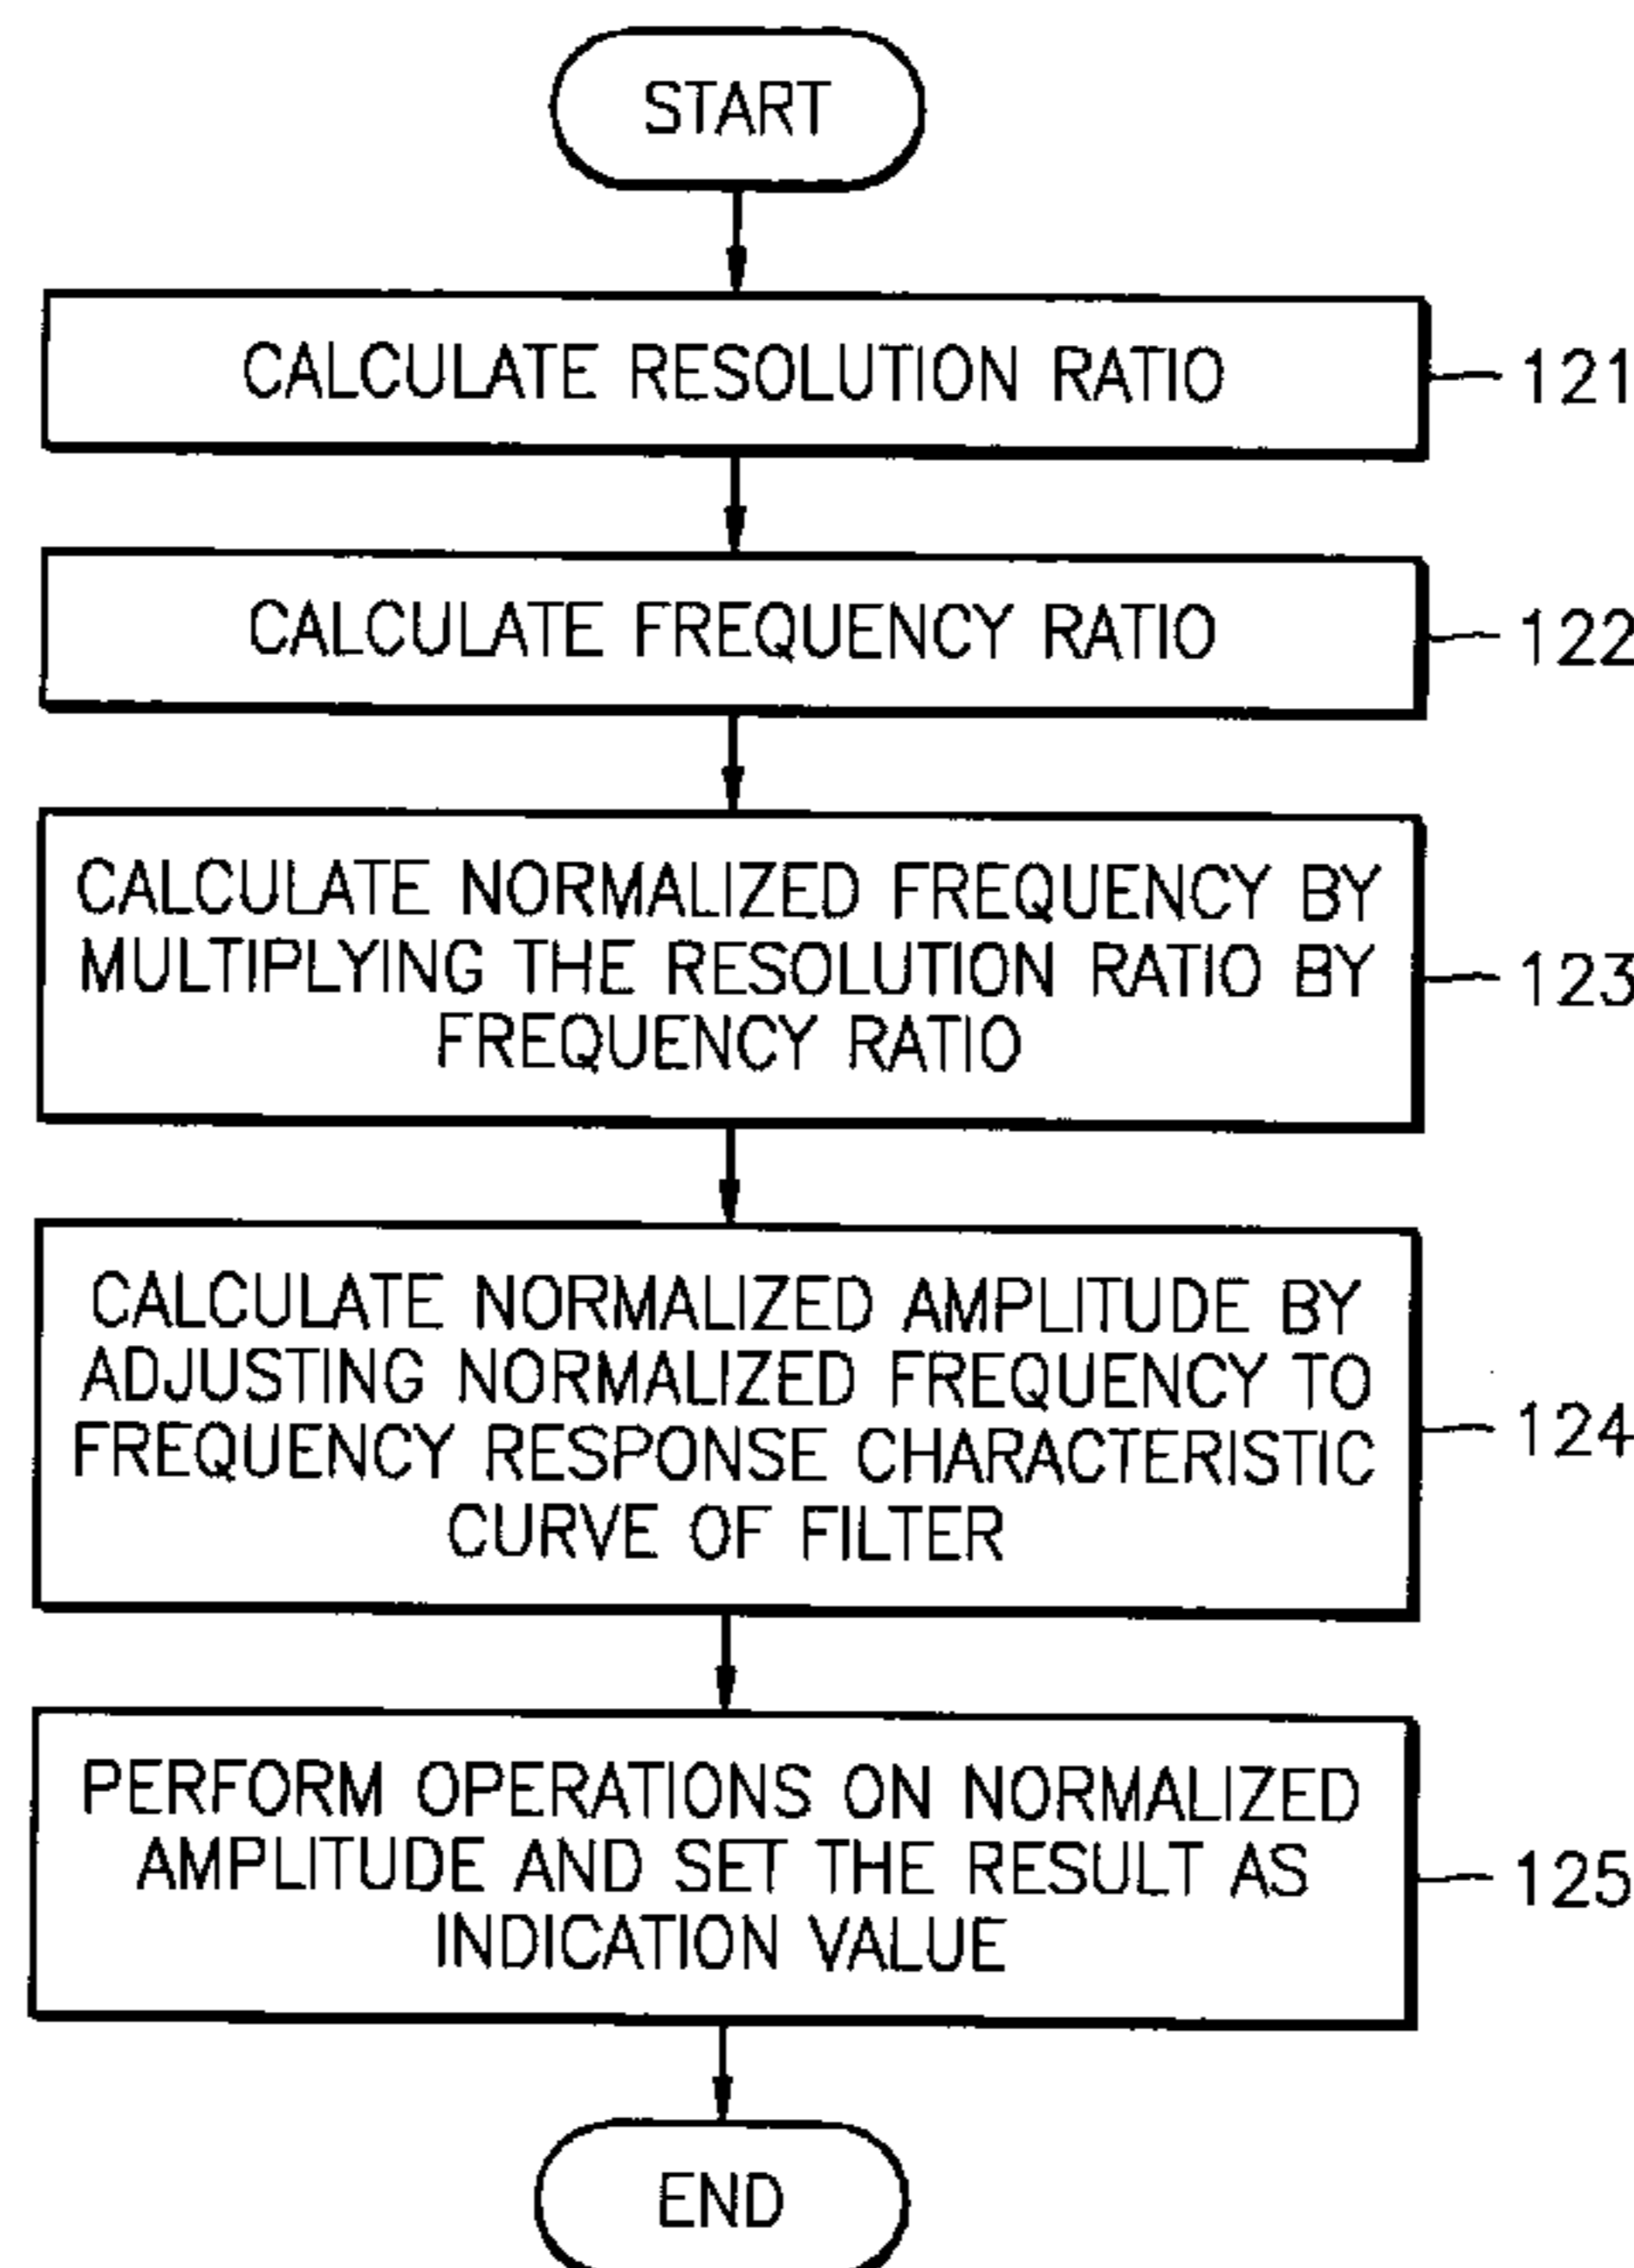 START
CALCULATE RESOLUTION RATIO
121
CALCULATE FREQUENCY RATIO
122
CALCULATE NORMALIZED FREQUENCY BY
MULTIPLYING THE RESOLUTION RATIO BY
FREQUENCY RATIO
123
CALCULATE NORMALIZED AMPLITUDE BY
ADJUSTING NORMALIZED FREQUENCY TO
FREQUENCY RESPONSE CHARACTERISTIC
CURVE OF FILTER
124
PERFORM OPERATIONS ON NORMALIZED
AMPLITUDE AND SET THE RESULT AS
INDICATION VALUE
125
END